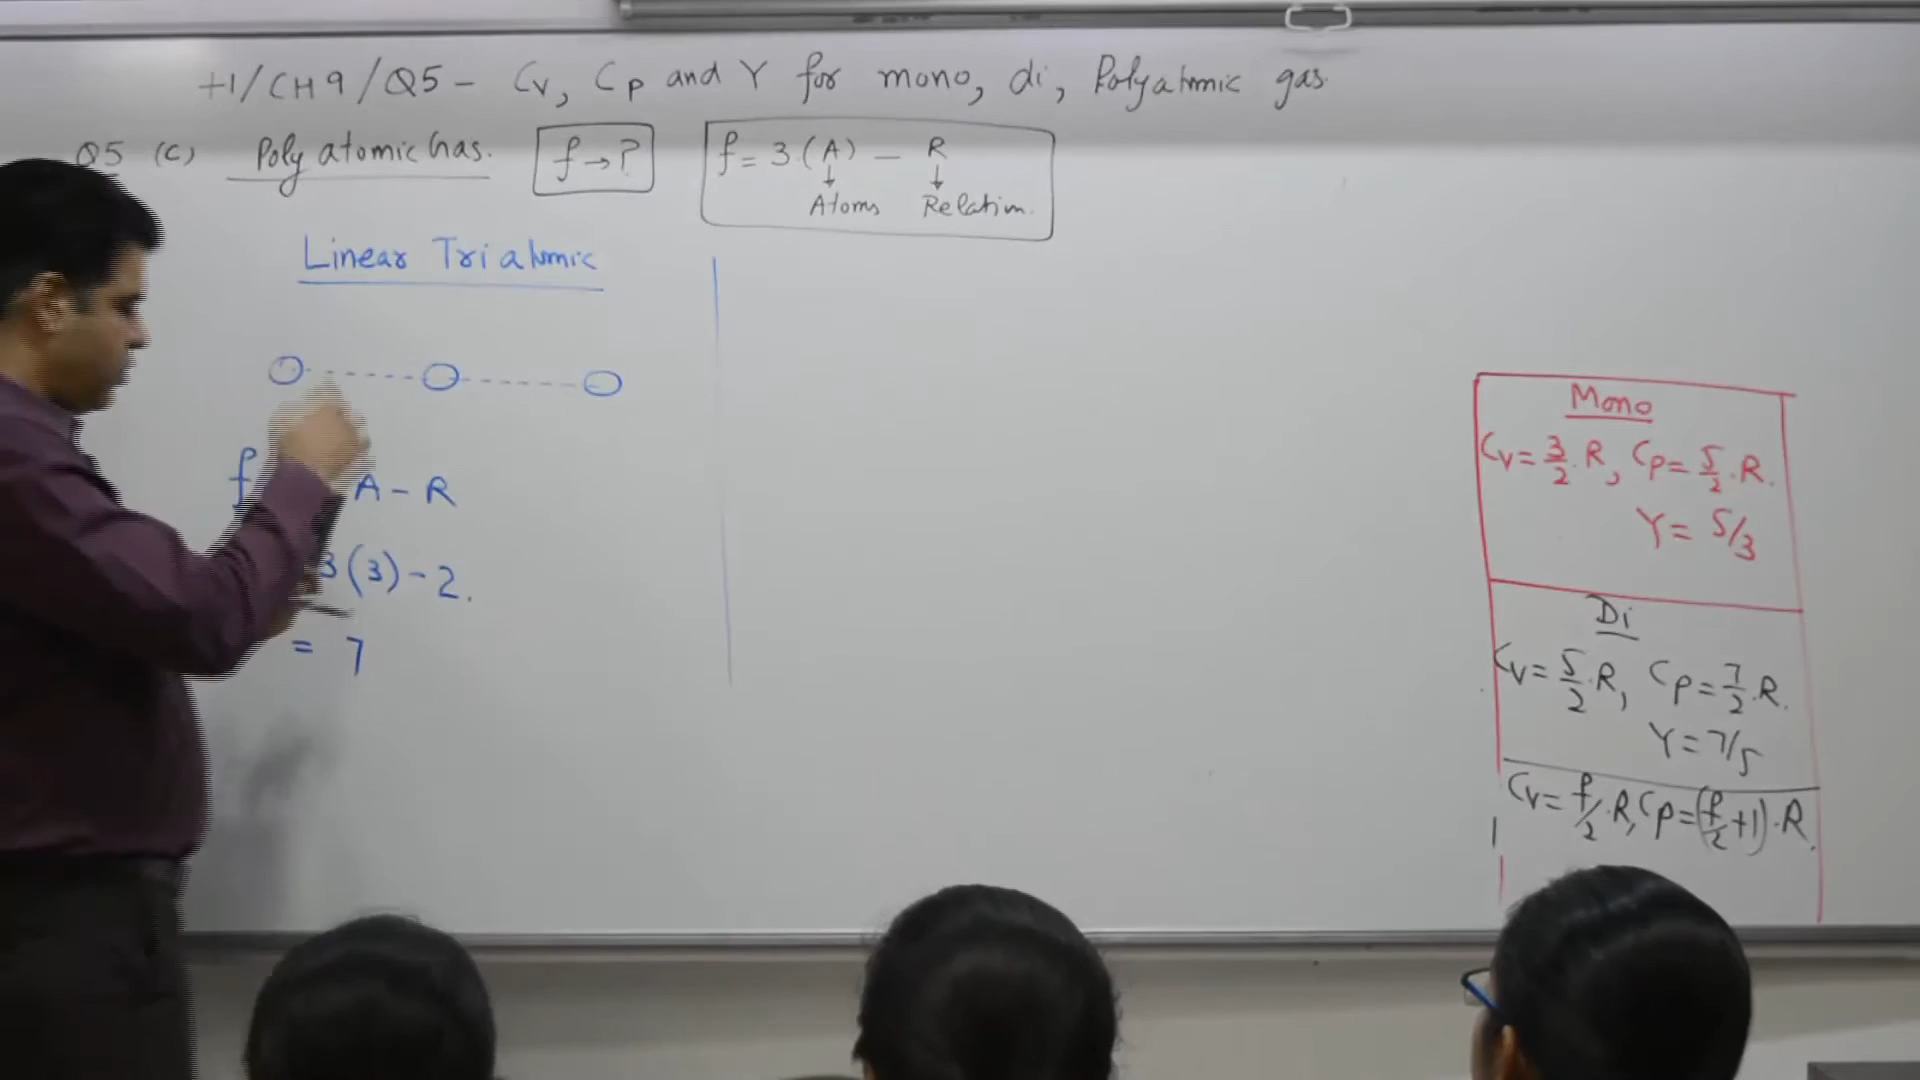 +1/CH9/Q5 - Cv, Cp and γ for mono, di, Polyatomic gas.
Q5 (c) Polyatomic Gas. f→? f = 3(A) - R
↓ ↓
Atoms Relation.
Linear Triatomic
f A - R
3(3) - 2.
= 7
Mono
Cv = 3/2 . R, Cp = 5/2 . R.
γ = 5/3
Di
Cv = 5/2 . R, Cp = 7/2 . R.
γ = 7/5
Cv = f/2 . R, Cp = (f/2 + 1) . R.